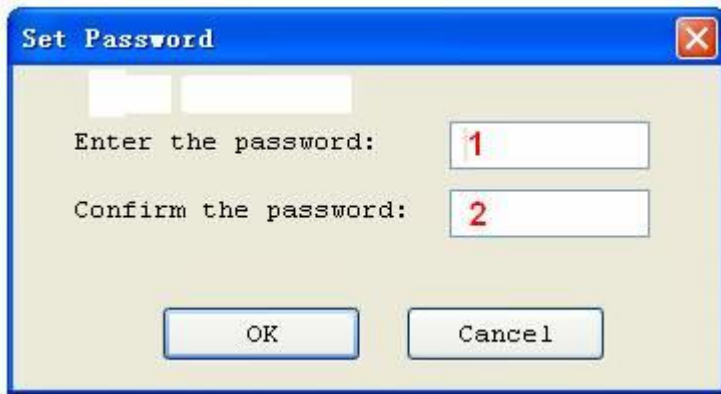 Set Password
Enter the password: 1
Confirm the password: 2
OK Cancel